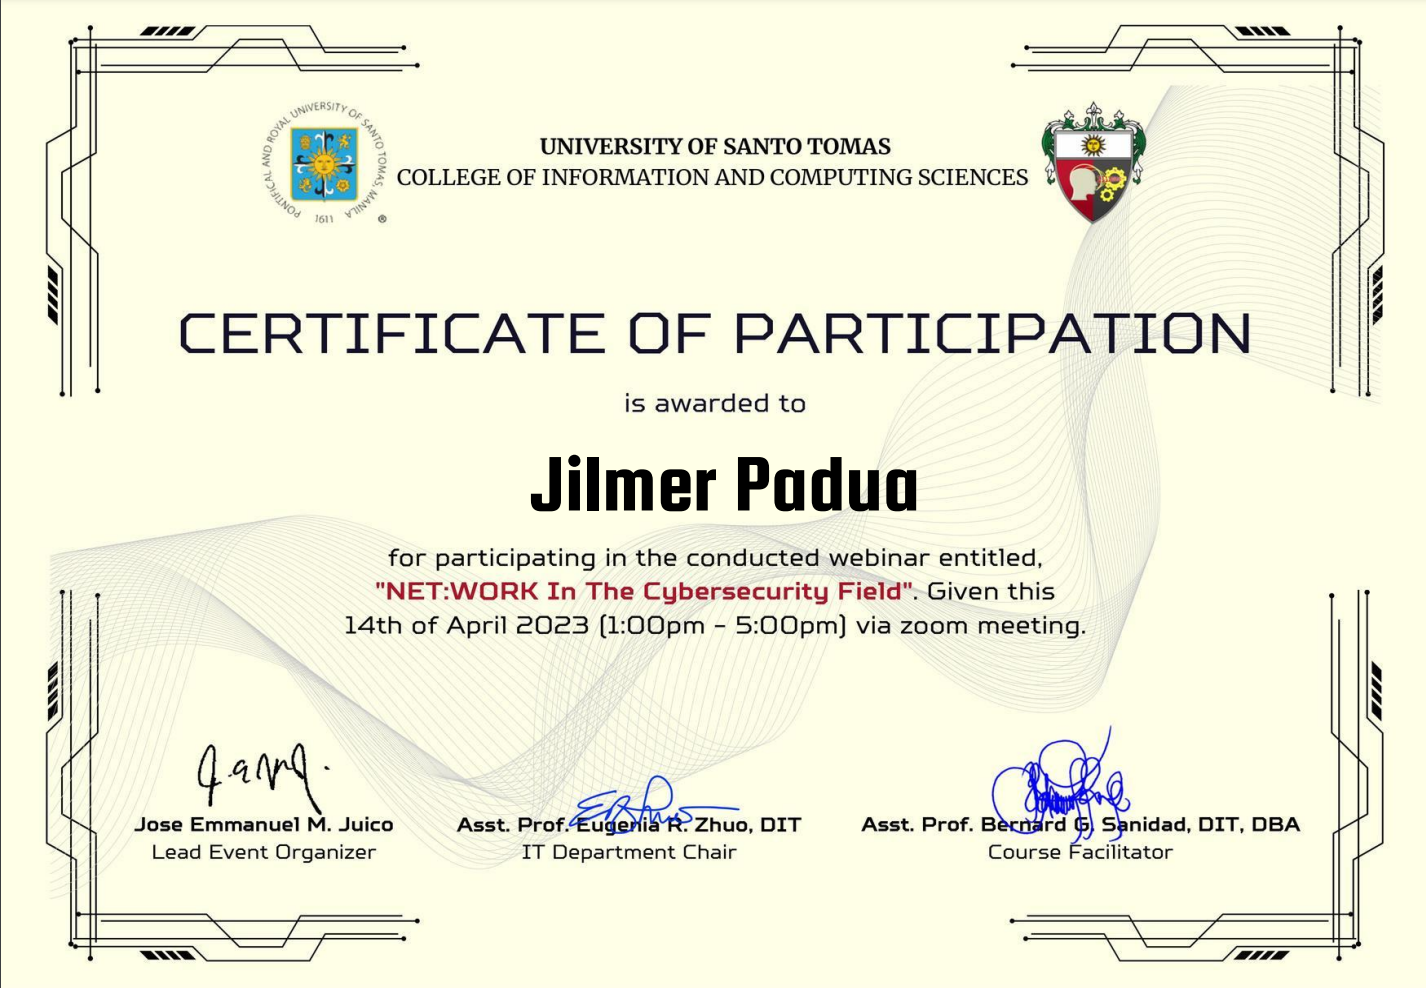 PONTIFICAL AND ROYAL UNIVERSITY OF SANTO TOMAS, MANILA
1611
®
UNIVERSITY OF SANTO TOMAS
COLLEGE OF INFORMATION AND COMPUTING SCIENCES
CERTIFICATE OF PARTICIPATION
is awarded to
Jilmer Padua
for participating in the conducted webinar entitled,
"NET:WORK In The Cybersecurity Field". Given this
14th of April 2023 (1:00pm - 5:00pm) via zoom meeting.
Jose Emmanuel M. Juico
Lead Event Organizer
Asst. Prof. Eugenia R. Zhuo, DIT
IT Department Chair
Asst. Prof. Bernard G. Sanidad, DIT, DBA
Course Facilitator